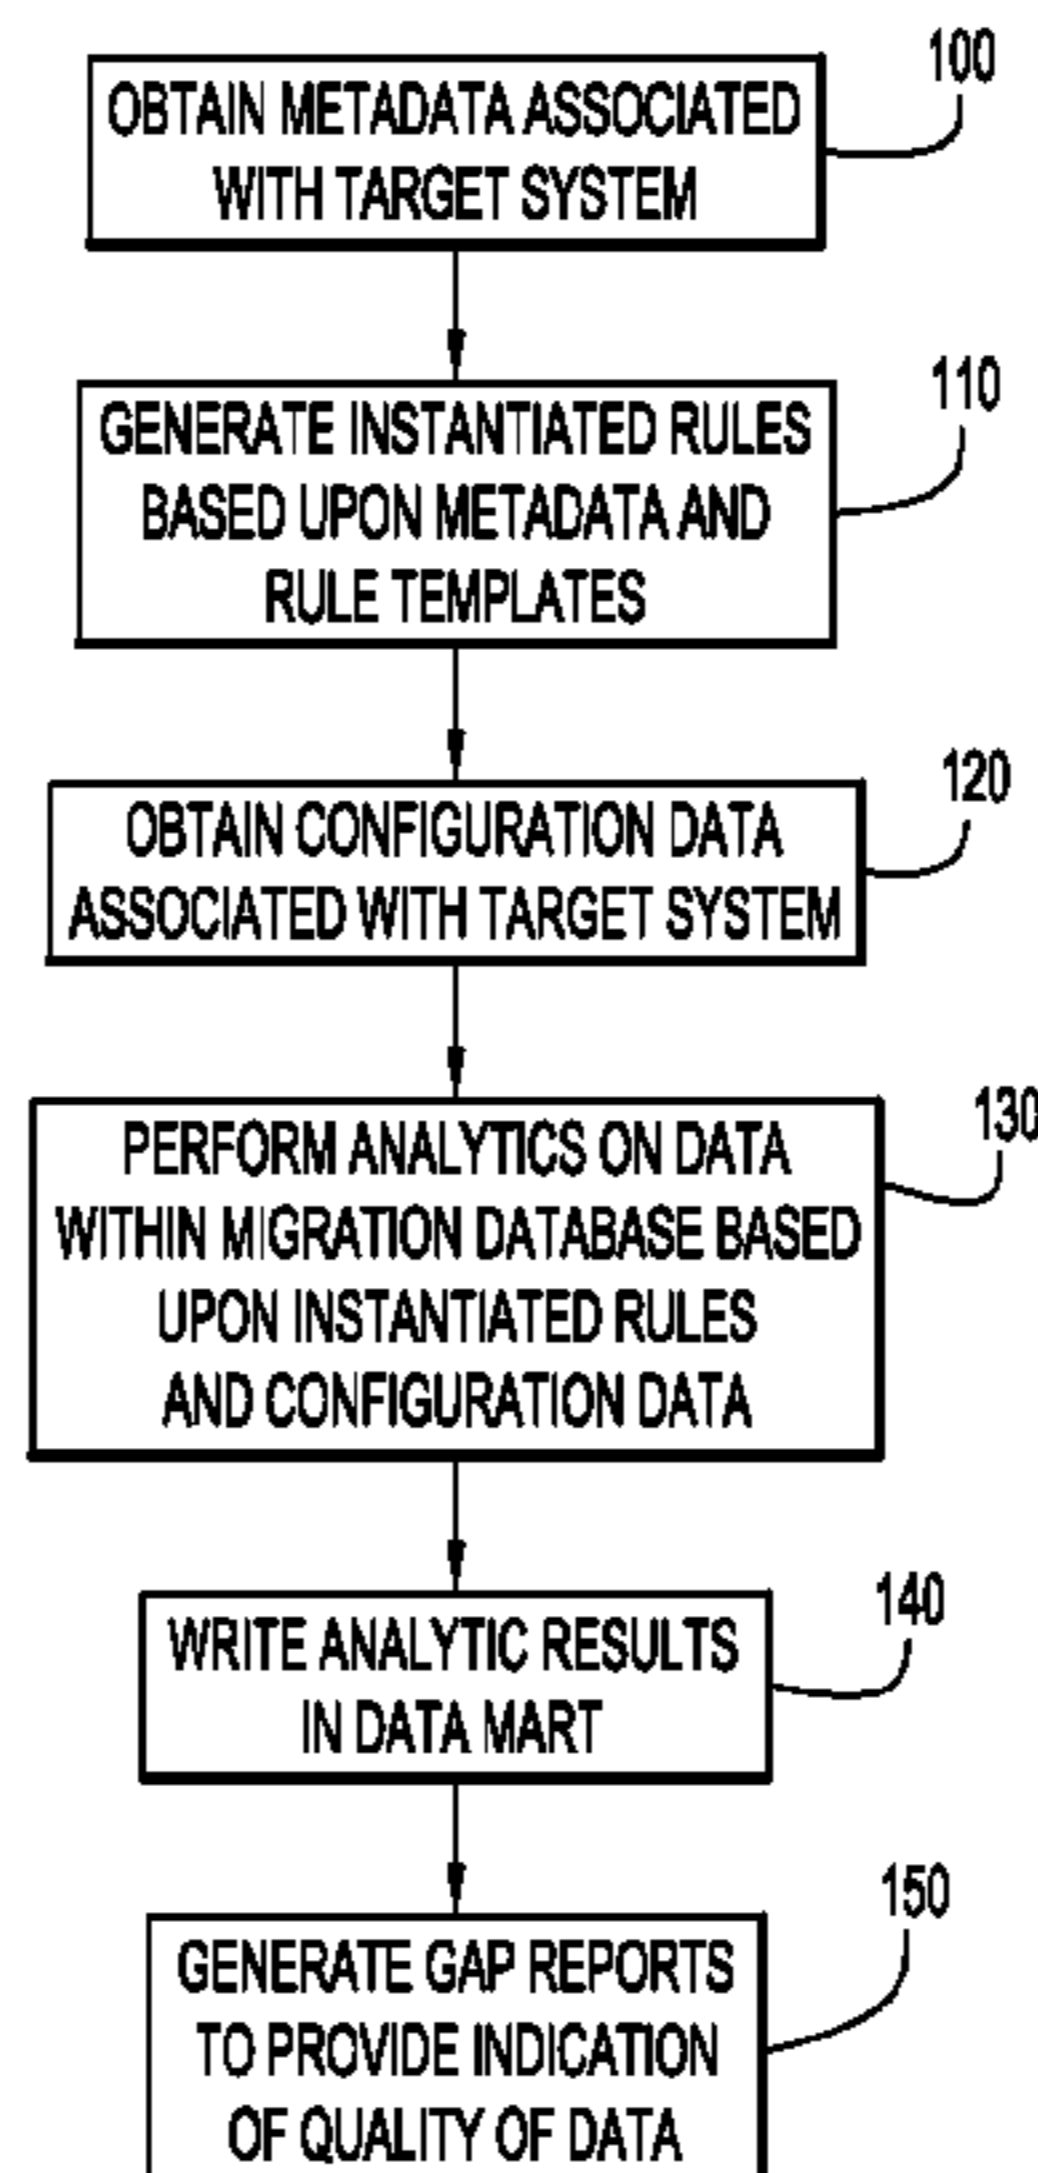 100
OBTAIN METADATA ASSOCIATED
WITH TARGET SYSTEM
110
GENERATE INSTANTIATED RULES
BASED UPON METADATA AND
RULE TEMPLATES
120
OBTAIN CONFIGURATION DATA
ASSOCIATED WITH TARGET SYSTEM
130
PERFORM ANALYTICS ON DATA
WITHIN MIGRATION DATABASE BASED
UPON INSTANTIATED RULES
AND CONFIGURATION DATA
140
WRITE ANALYTIC RESULTS
IN DATA MART
150
GENERATE GAP REPORTS
TO PROVIDE INDICATION
OF QUALITY OF DATA